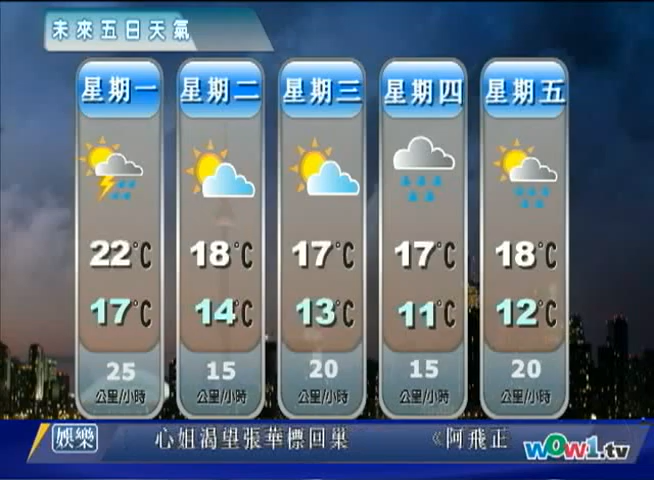 未來五日天氣
星期一 星期二 星期三 星期四 星期五
22°C 18°C 17°C 17°C 18°C
17°C 14°C 13°C 11°C 12°C
25 15 20 15 20
公里/小時 公里/小時 公里/小時 公里/小時 公里/小時
娛樂 心姐渴望張華標回巢 《阿飛正
WOW1.tv